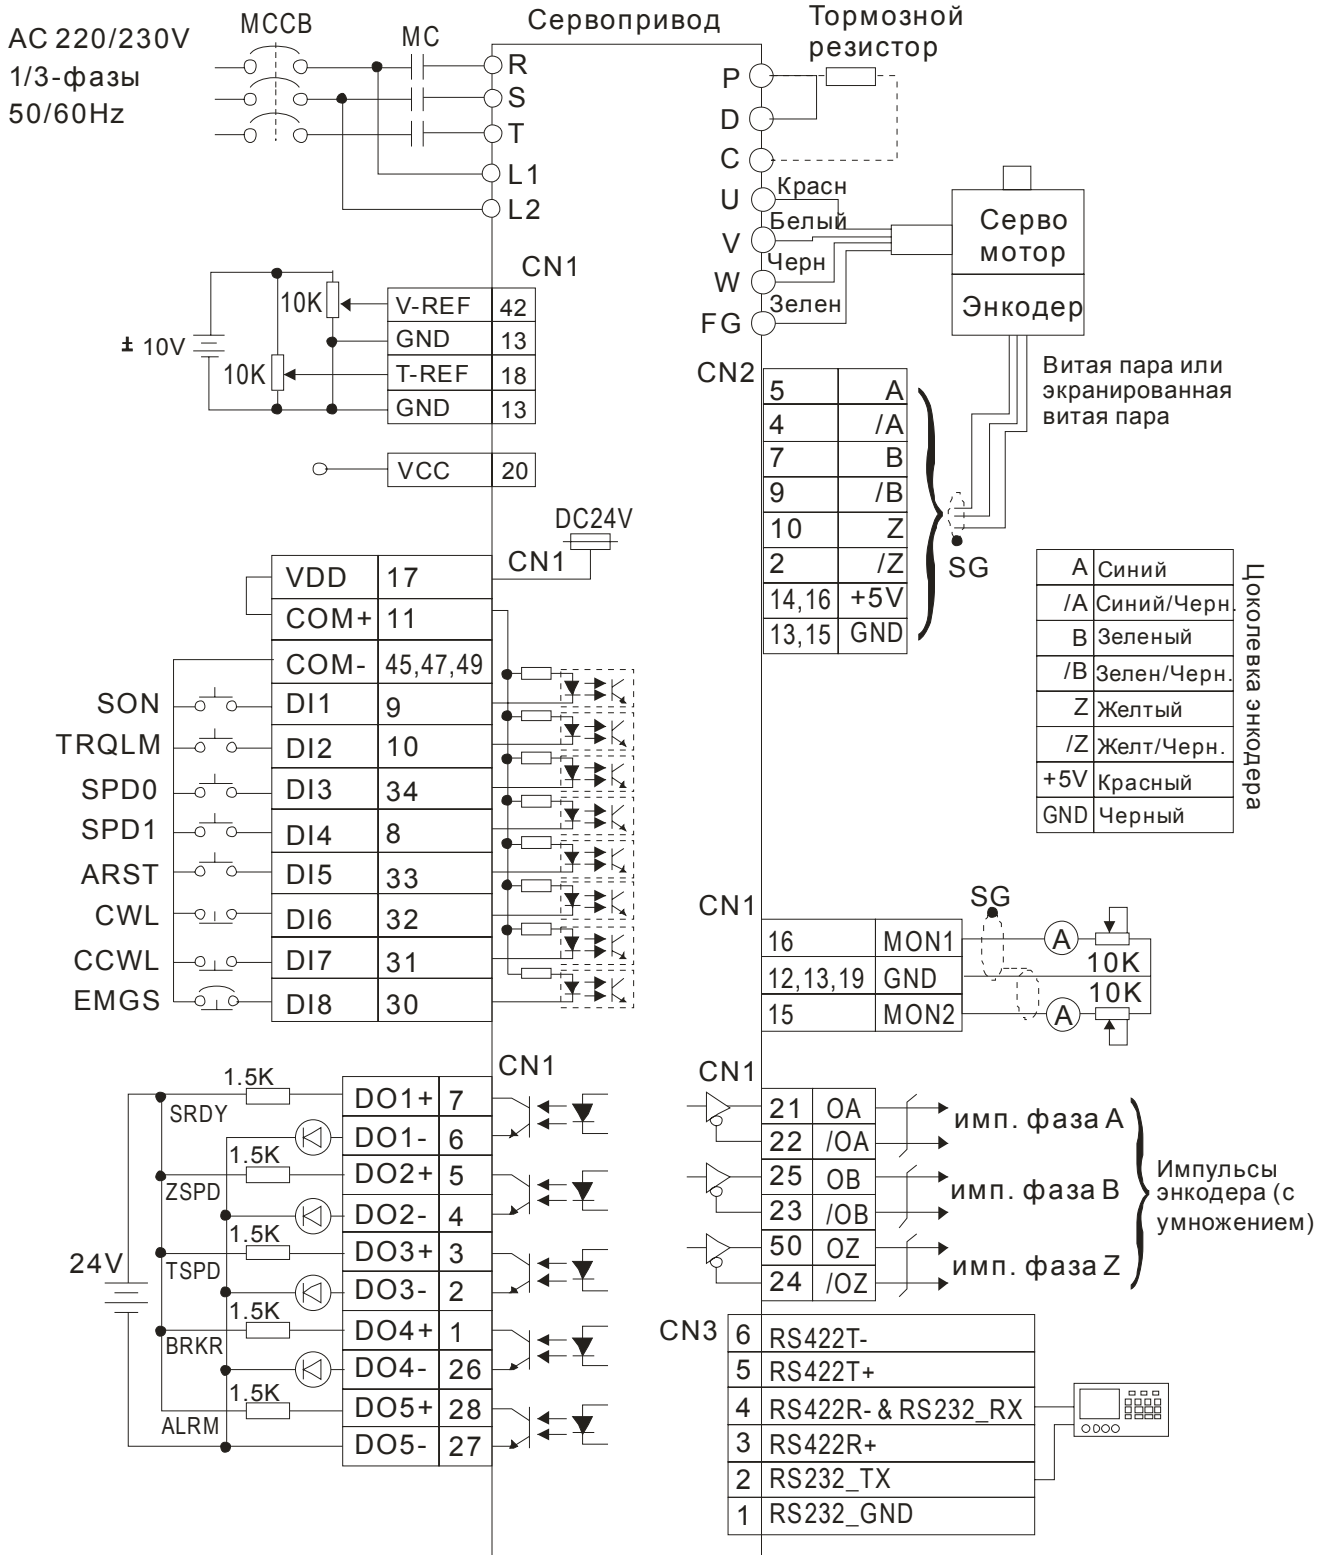 Сервопривод
AC 220/230V
1/3-фазы
50/60Hz
MCCB
MC
R
S
T
L1
L2
Тормозной
резистор
P
D
C
U
V
W
FG
Красн
Белый
Черн
Зелен
Серво
мотор
Энкодер
CN1
± 10V
10K
10K
V-REF 42
GND 13
T-REF 18
GND 13
VCC 20
CN2
5 A
4 /A
7 B
9 /B
10 Z
2 /Z
14,16 +5V
13,15 GND
SG
Витая пара или
экранированная
витая пара
A Синий
/A Синий/Черн.
B Зеленый
/B Зелен/Черн.
Z Желтый
/Z Желт/Черн.
+5V Красный
GND Черный
Цоколевка энкодера
DC24V
CN1
VDD 17
COM+ 11
COM- 45,47,49
SON DI1 9
TRQLM DI2 10
SPD0 DI3 34
SPD1 DI4 8
ARST DI5 33
CWL DI6 32
CCWL DI7 31
EMGS DI8 30
CN1
SG
16 MON1
12,13,19 GND
15 MON2
A
10K
10K
A
CN1
24V
1.5K
SRDY
DO1+ 7
DO1- 6
1.5K
ZSPD
DO2+ 5
DO2- 4
1.5K
TSPD
DO3+ 3
DO3- 2
1.5K
BRKR
DO4+ 1
DO4- 26
1.5K
ALRM
DO5+ 28
DO5- 27
CN1
21 OA
22 /OA
имп. фаза A
25 OB
23 /OB
имп. фаза B
50 OZ
24 /OZ
имп. фаза Z
Импульсы
энкодера (с
умножением)
CN3
6 RS422T-
5 RS422T+
4 RS422R- & RS232_RX
3 RS422R+
2 RS232_TX
1 RS232_GND